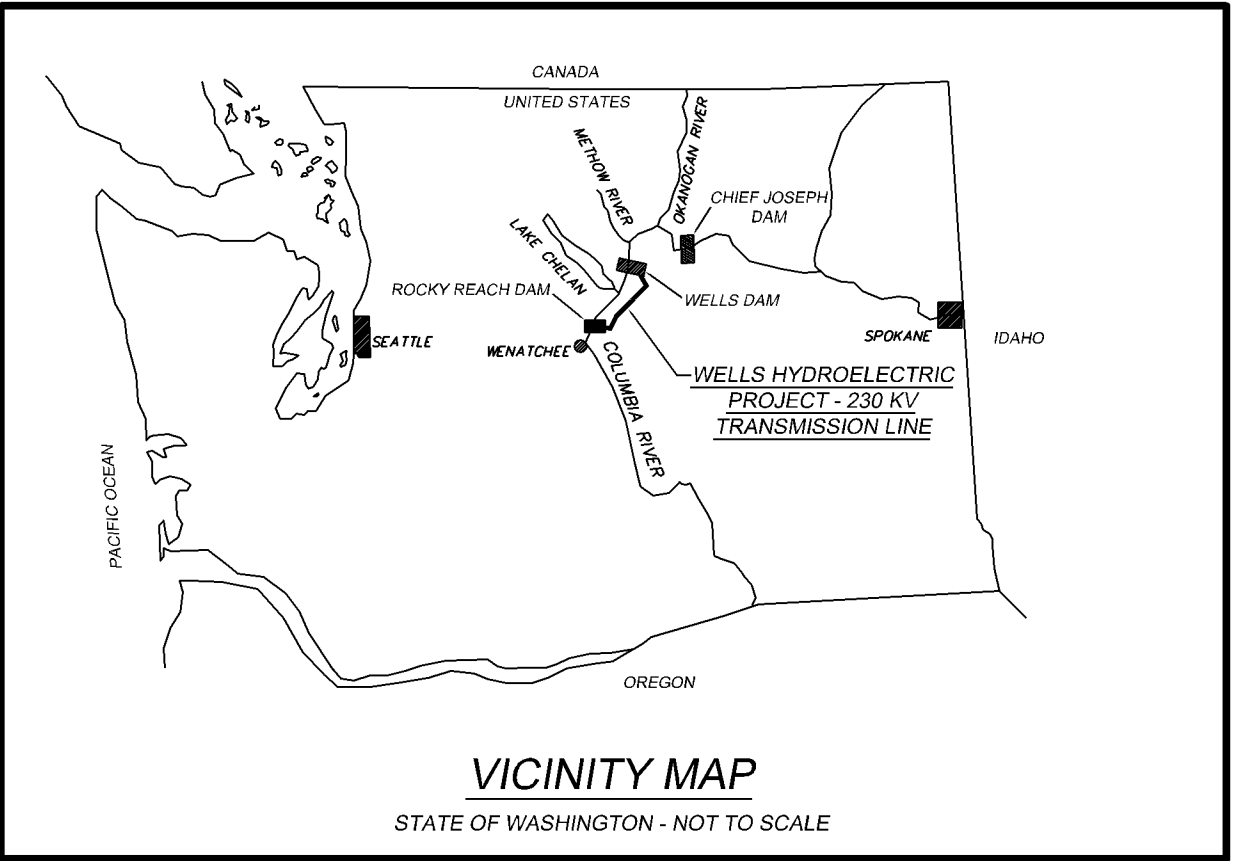 CANADA
UNITED STATES
METHOW RIVER
OKANOGAN RIVER
CHIEF JOSEPH
DAM
LAKE CHELAN
ROCKY REACH DAM
WELLS DAM
SEATTLE
WENATCHEE
SPOKANE
IDAHO
COLUMBIA RIVER
WELLS HYDROELECTRIC
PROJECT - 230 KV
TRANSMISSION LINE
PACIFIC OCEAN
OREGON
VICINITY MAP
STATE OF WASHINGTON - NOT TO SCALE